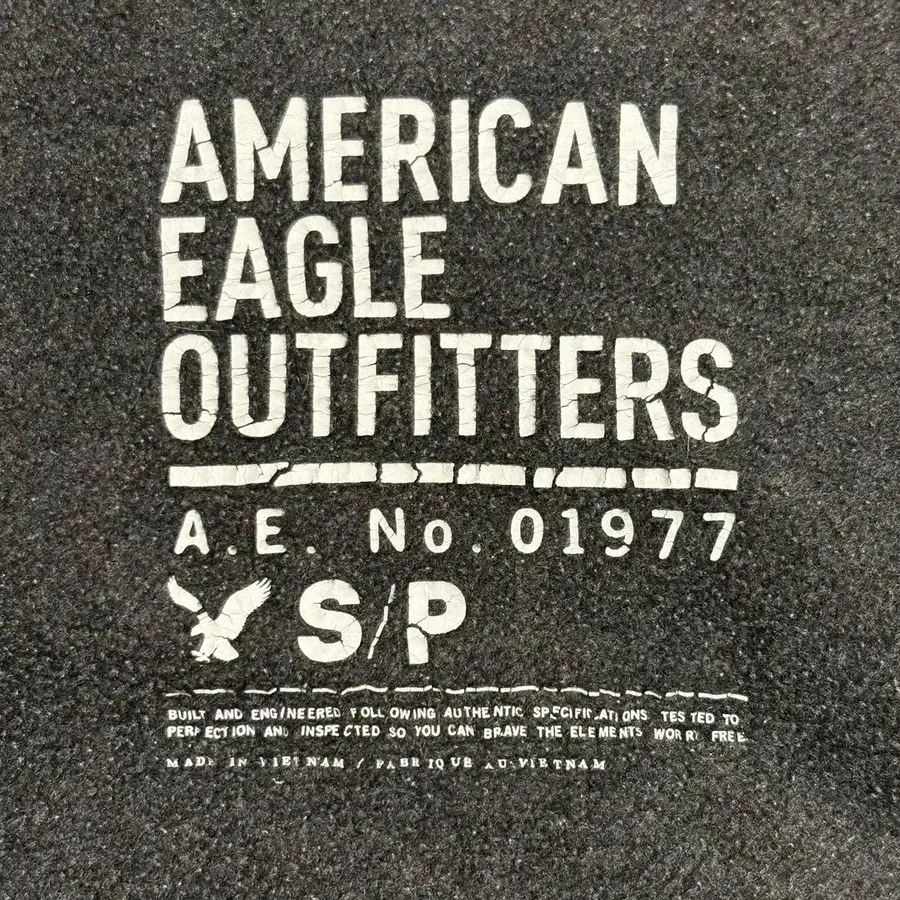 AMERICAN
EAGLE
OUTFITTERS
A.E. No. 01977
S/P
BUILT AND ENGINEERED FOLLOWING AUTHENTIC SPECIFICATIONS TESTED TO
PERFECTION AND INSPECTED SO YOU CAN BRAVE THE ELEMENTS WORRY FREE.
MADE IN VIETNAM / FABRIQUE AU VIETNAM